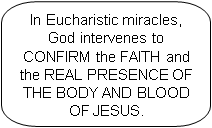 In Eucharistic miracles,
God intervenes to
CONFIRM the FAITH and
the REAL PRESENCE OF
THE BODY AND BLOOD
OF JESUS.